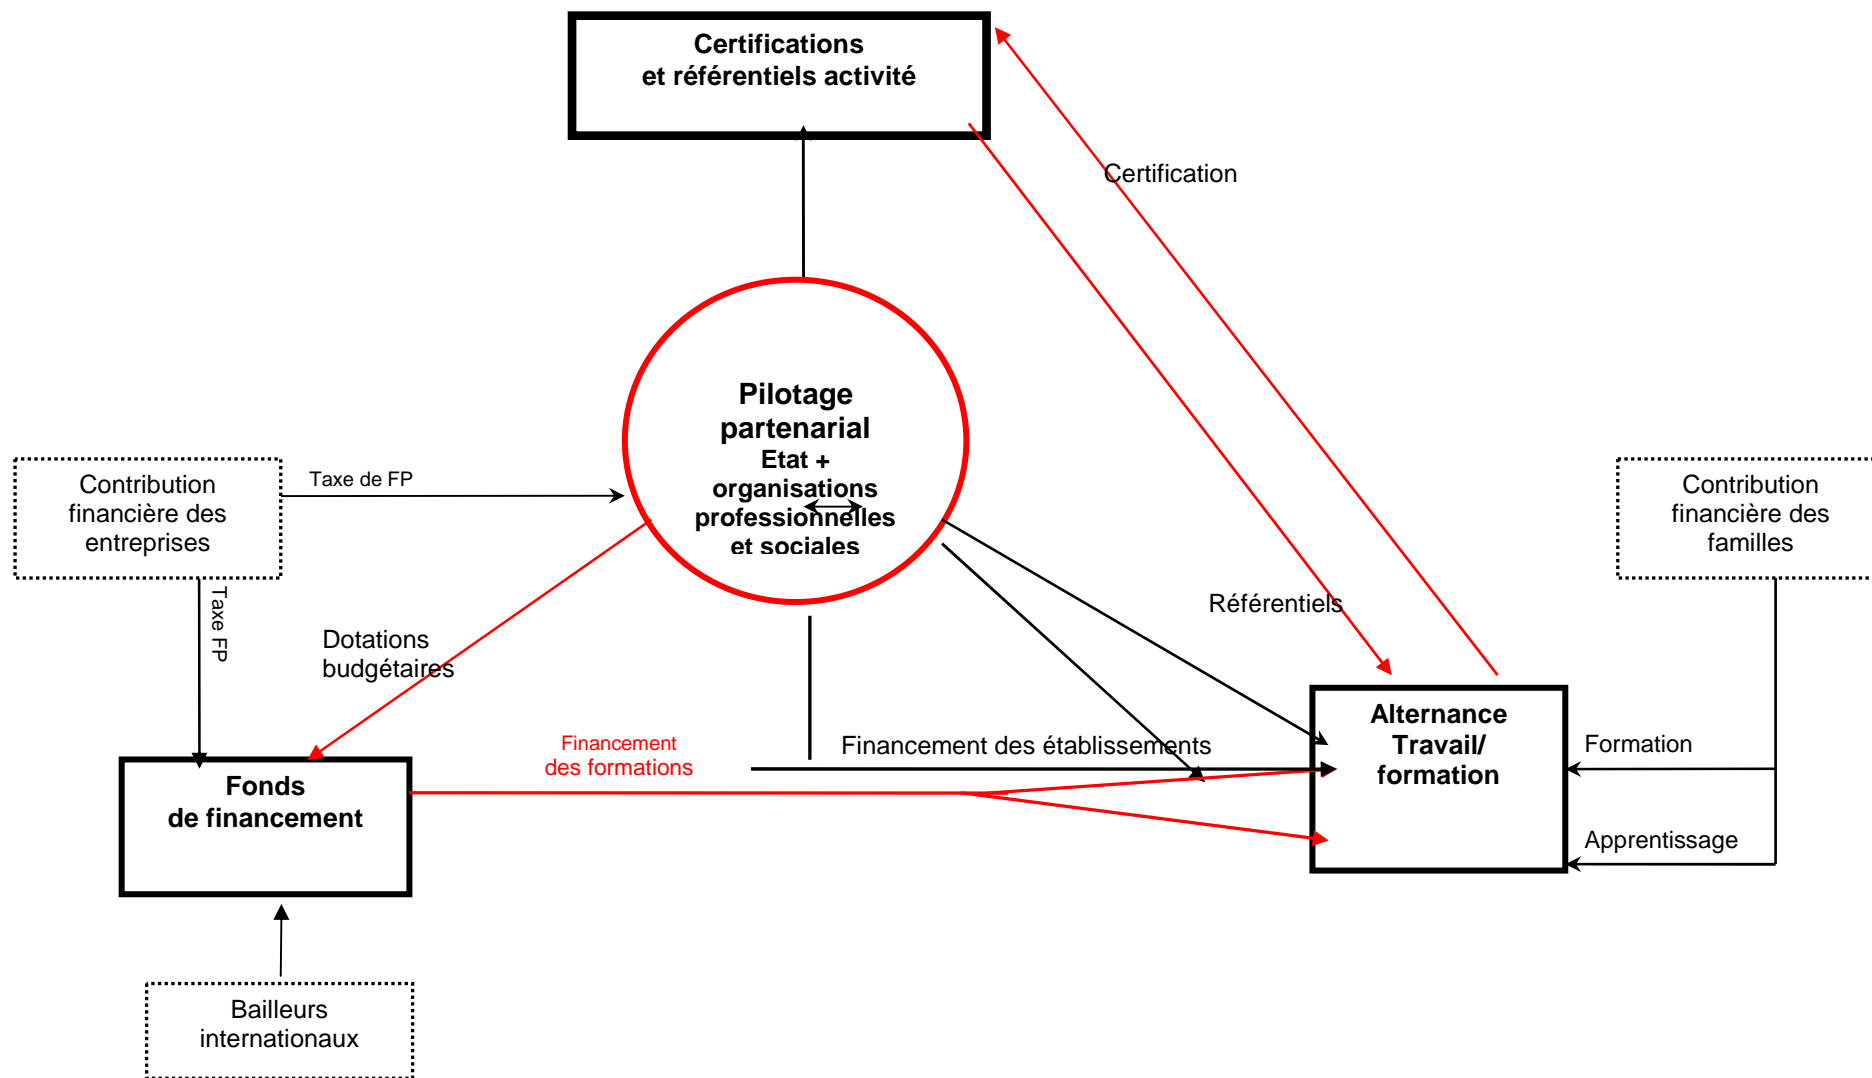 Certifications
et référentiels activité
Certification
Pilotage
partenarial
Etat +
organisations
professionnelles
et sociales
Contribution
financière des
entreprises
Taxe de FP
Taxe FP
Contribution
financière des
familles
Dotations
budgétaires
Référentiels
Financement
des formations
Financement des établissements
Alternance
Travail/
formation
Formation
Apprentissage
Fonds
de financement
Bailleurs
internationaux